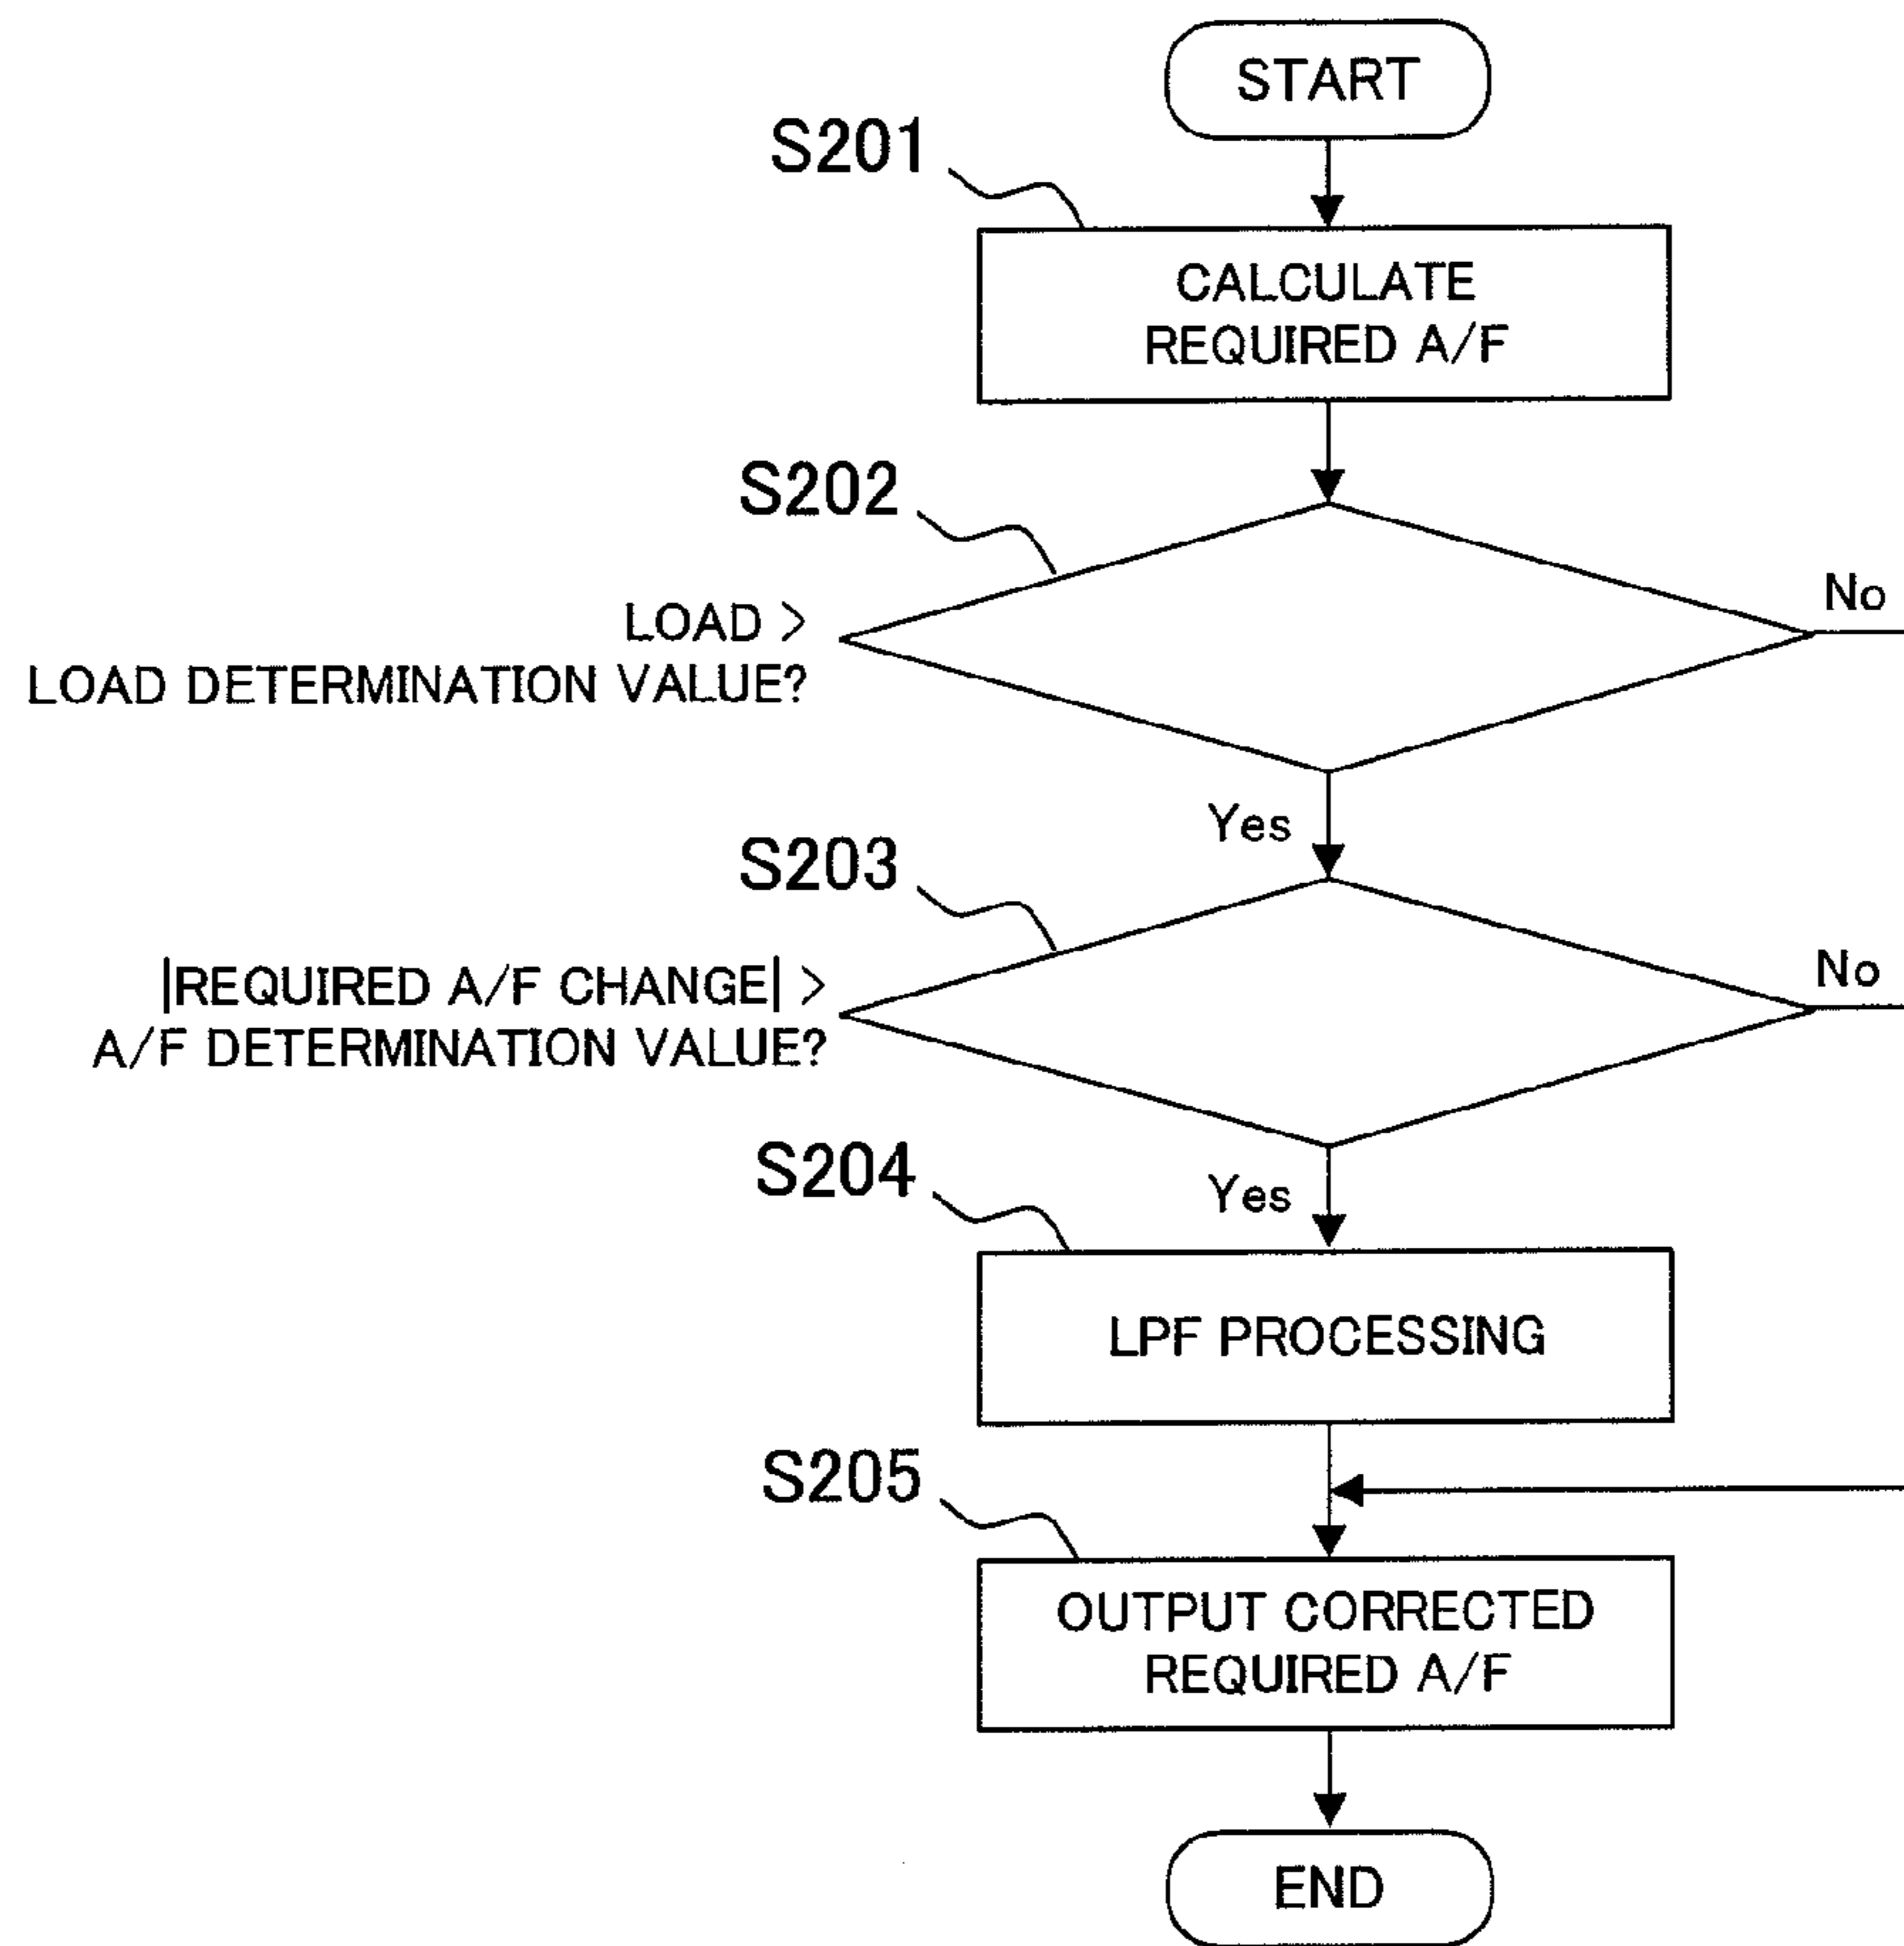 START
S201
CALCULATE
REQUIRED A/F
S202
LOAD >
LOAD DETERMINATION VALUE?
No
Yes
S203
|REQUIRED A/F CHANGE| >
A/F DETERMINATION VALUE?
No
Yes
S204
LPF PROCESSING
S205
OUTPUT CORRECTED
REQUIRED A/F
END